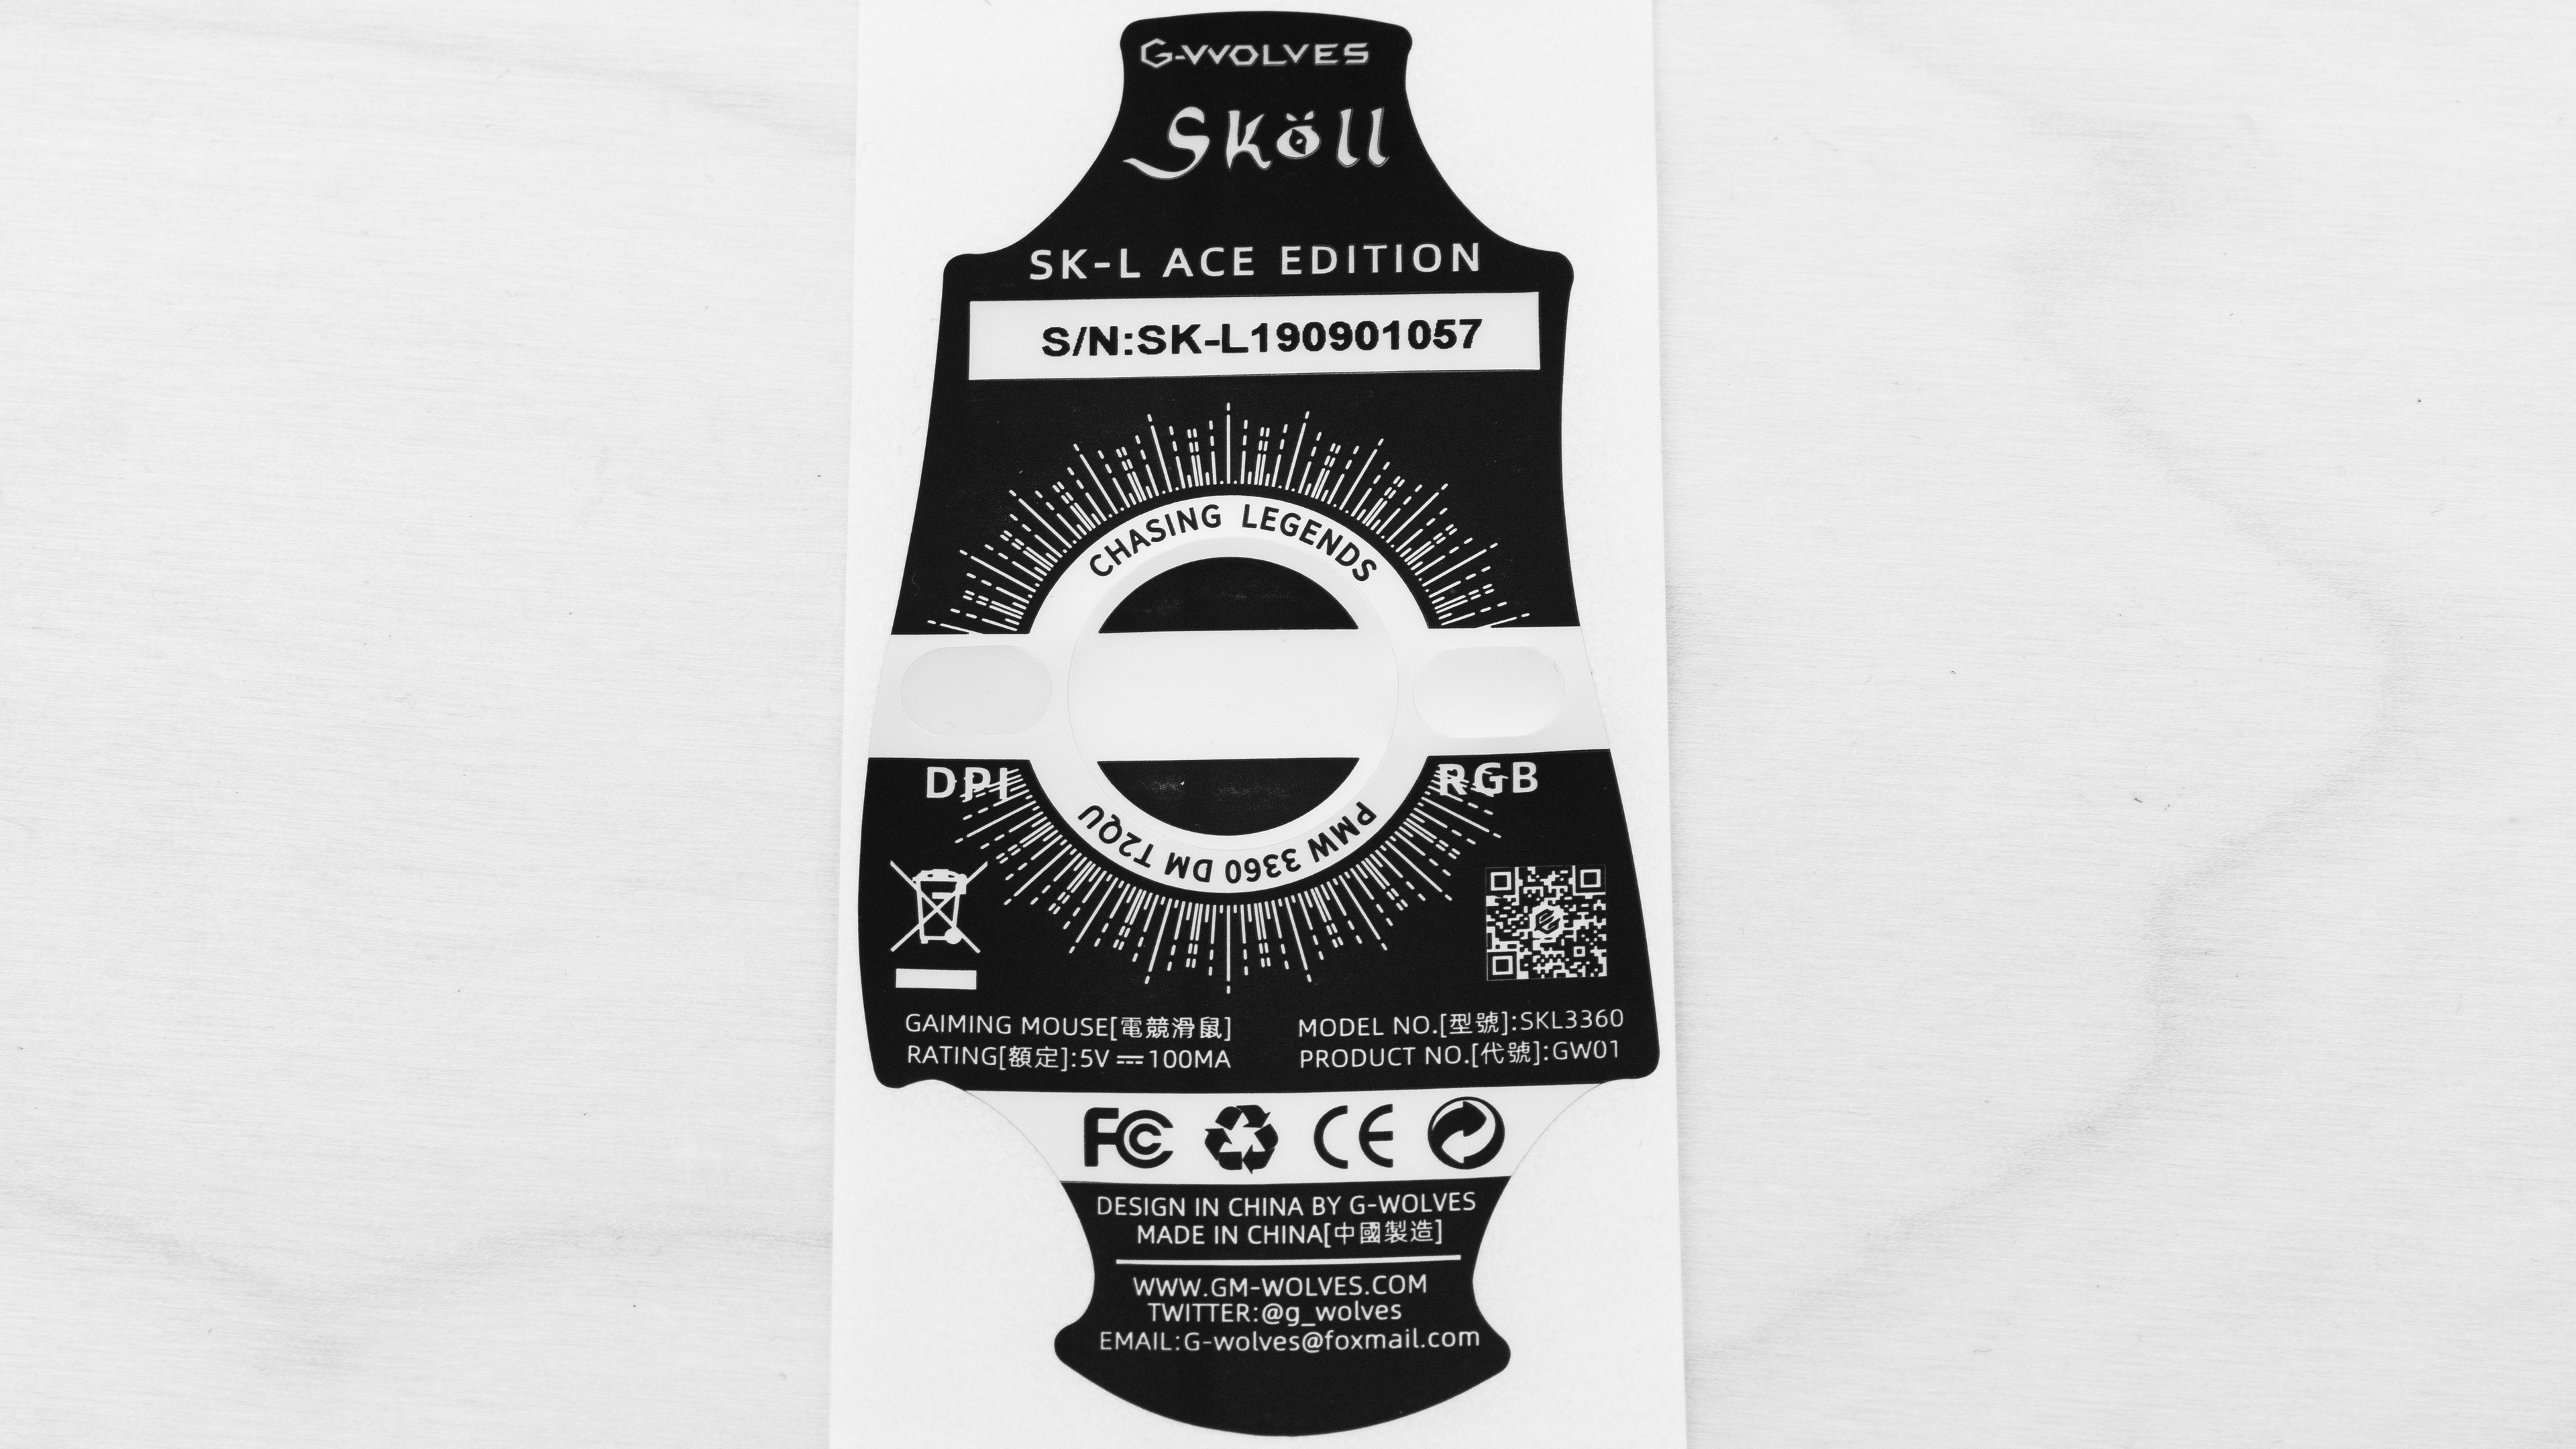 G-WOLVES
Sköll
SK-L ACE EDITION
S/N:SK-L190901057
CHASING LEGENDS
DPI
RGB
PMW 3360 DM T2QU
GAIMING MOUSE[電競滑鼠]
RATING[額定]:5V⎓100MA
MODEL NO.[型號]:SKL3360
PRODUCT NO.[代號]:GW01
FC CE
DESIGN IN CHINA BY G-WOLVES
MADE IN CHINA[中國製造]
WWW.GM-WOLVES.COM
TWITTER:@g_wolves
EMAIL:G-wolves@foxmail.com